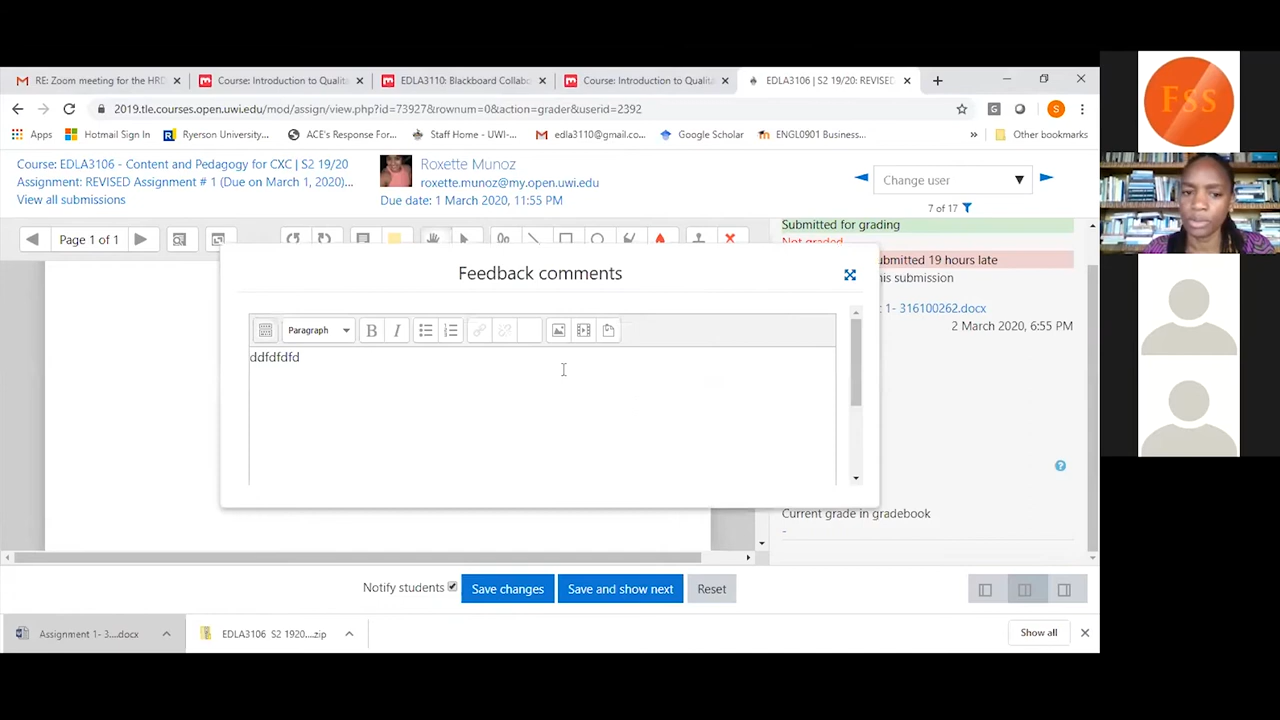 RE: Zoom meeting for the HRD
Course: Introduction to Qualita
EDLA3110: Blackboard Collabo
Course: Introduction to Qualita
EDLA3106 | S2 19/20: REVISED
2019.tle.courses.open.uwi.edu/mod/assign/view.php?id=73927&rownum=0&action=grader&userid=2392
S
Apps
Hotmail Sign In
Ryerson University...
ACE's Response For...
Staff Home - UWI-...
edla3110@gmail.co...
Google Scholar
ENGL0901 Business...
»
Other bookmarks
Course: EDLA3106 - Content and Pedagogy for CXC | S2 19/20
Assignment: REVISED Assignment # 1 (Due on March 1, 2020)...
View all submissions
Roxette Munoz
roxette.munoz@my.open.uwi.edu
Due date: 1 March 2020, 11:55 PM
Change user
7 of 17
Page 1 of 1
Submitted for grading
Not graded
ubmitted 19 hours late
his submission
1- 316100262.docx
2 March 2020, 6:55 PM
Feedback comments
Paragraph
B
I
ddfdfdfd
Current grade in gradebook
-
Notify students
Save changes
Save and show next
Reset
Assignment 1- 3....docx
EDLA3106 S2 1920....zip
Show all
FSS